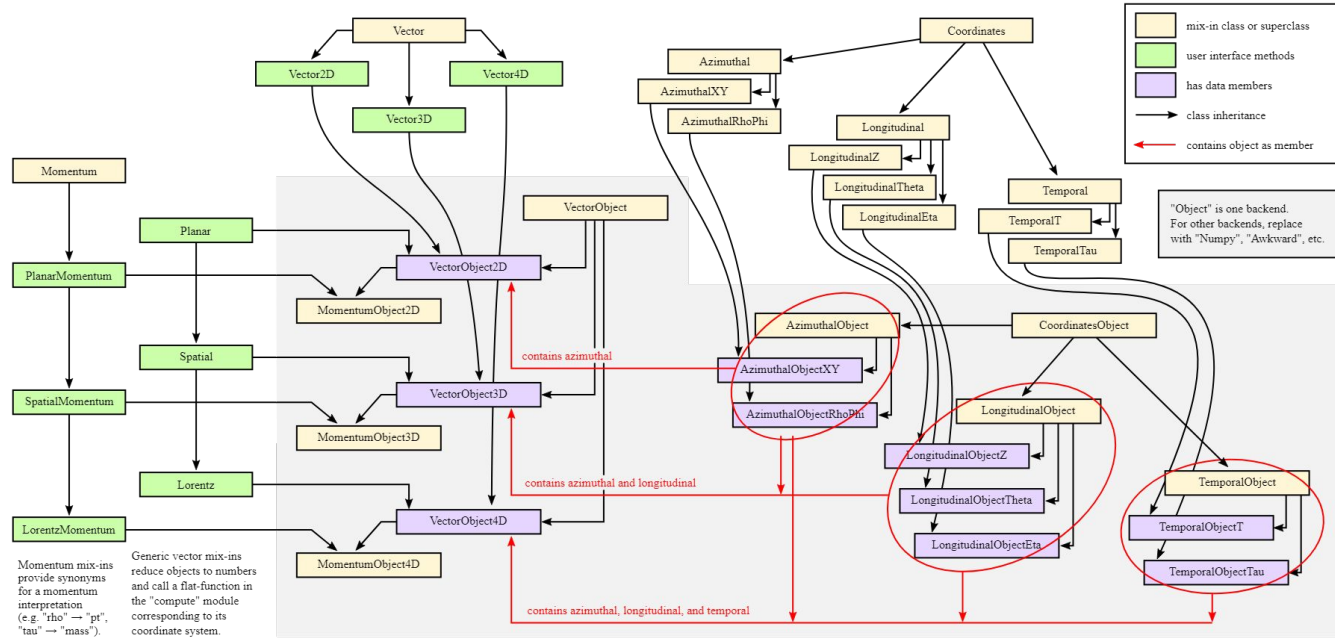 Vector
Coordinates
mix-in class or superclass
user interface methods
has data members
class inheritance
contains object as member
Vector2D
Vector4D
Vector3D
Azimuthal
AzimuthalXY
AzimuthalRhoPhi
Longitudinal
LongitudinalZ
LongitudinalTheta
LongitudinalEta
Temporal
TemporalT
TemporalTau
"Object" is one backend.
For other backends, replace
with "Numpy", "Awkward", etc.
Momentum
VectorObject
Planar
PlanarMomentum
VectorObject2D
MomentumObject2D
AzimuthalObject
CoordinatesObject
contains azimuthal
AzimuthalObjectXY
AzimuthalObjectRhoPhi
Spatial
SpatialMomentum
VectorObject3D
MomentumObject3D
LongitudinalObject
LongitudinalObjectZ
LongitudinalObjectTheta
LongitudinalObjectEta
contains azimuthal and longitudinal
Lorentz
LorentzMomentum
VectorObject4D
MomentumObject4D
TemporalObject
TemporalObjectT
TemporalObjectTau
contains azimuthal, longitudinal, and temporal
Momentum mix-ins
provide synonyms
for a momentum
interpretation
(e.g. "rho" → "pt",
"tau" → "mass").
Generic vector mix-ins
reduce objects to numbers
and call a flat-function in
the "compute" module
corresponding to its
coordinate system.